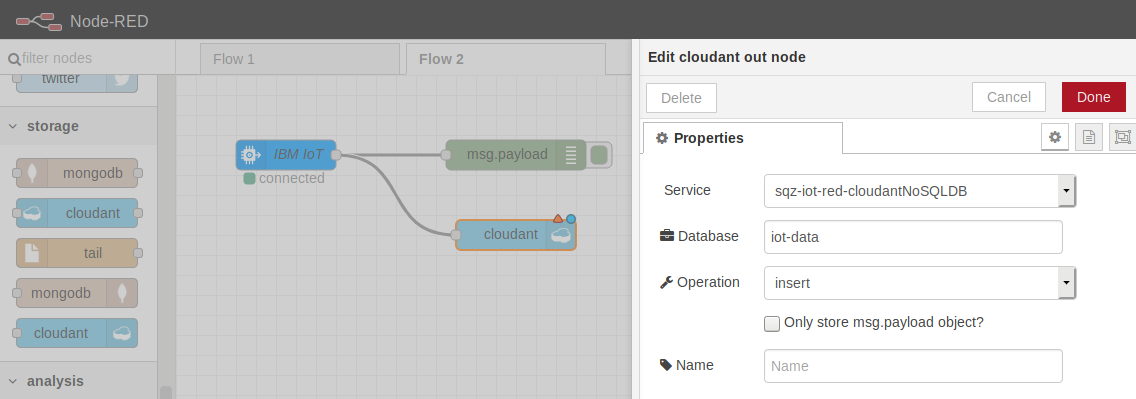 Node-RED
filter nodes
twitter
storage
mongodb
cloudant
tail
mongodb
cloudant
analysis
Flow 1
Flow 2
IBM IoT
connected
msg.payload
cloudant
Edit cloudant out node
Delete
Cancel
Done
Properties
Service
sqz-iot-red-cloudantNoSQLDB
Database
iot-data
Operation
insert
Only store msg.payload object?
Name
Name